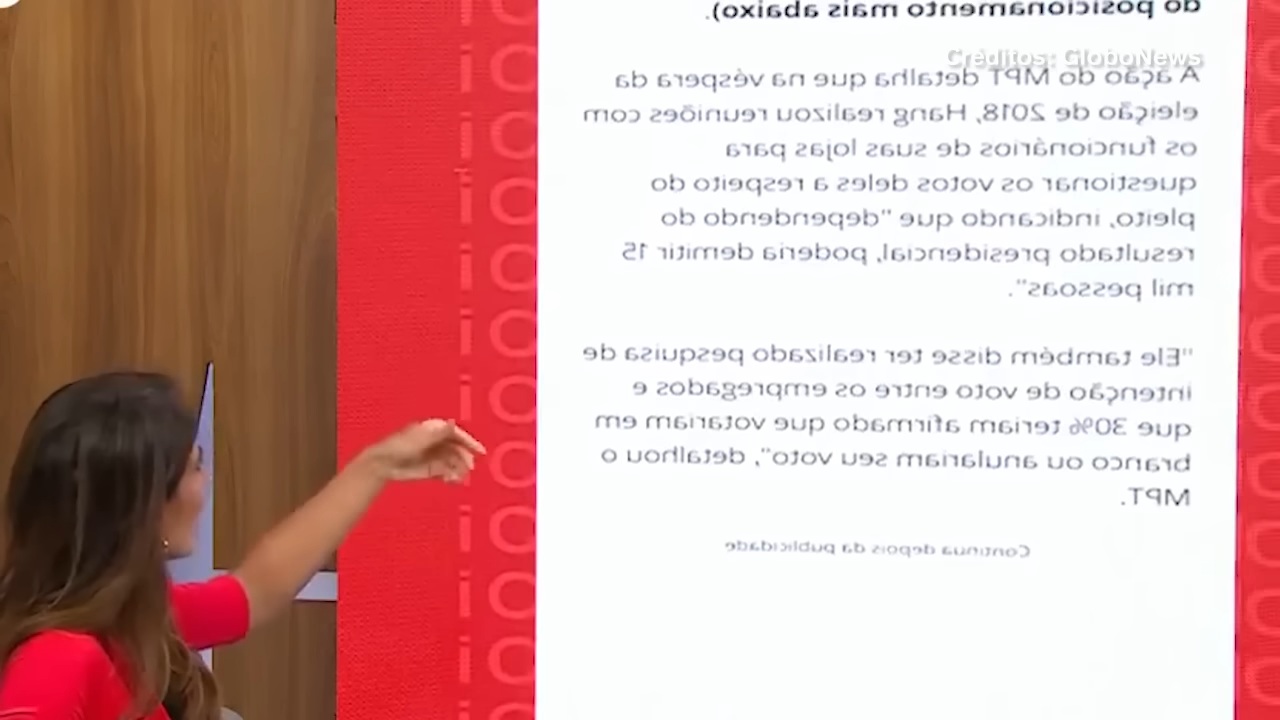 do posicionamento mais abaixo).
Créditos: GloboNews
A ação do MPT detalha que na véspera da
eleição de 2018, Hang realizou reuniões com
os funcionários de suas lojas para
questionar os votos deles a respeito do
pleito, indicando que "dependendo do
resultado presidencial, poderia demitir 15
mil pessoas".
"Ele também disse ter realizado pesquisa de
intenção de voto entre os empregados e
que 30% teriam afirmado que votariam em
branco ou anulariam seu voto", detalhou o
MPT.
Continua depois da publicidade